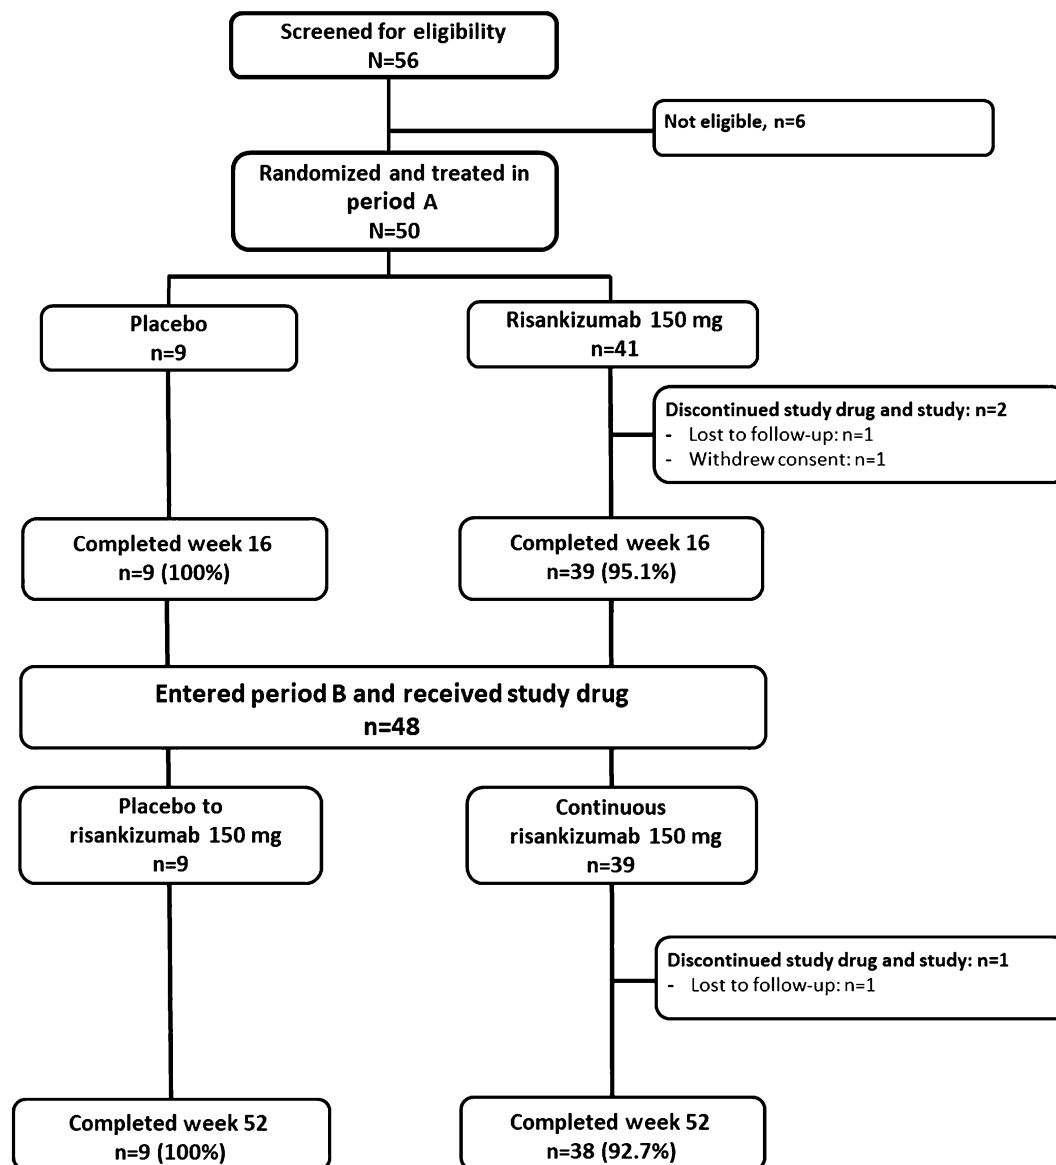 Screened for eligibility
N=56
Not eligible, n=6
Randomized and treated in
period A
N=50
Placebo
n=9
Risankizumab 150 mg
n=41
Discontinued study drug and study: n=2
- Lost to follow-up: n=1
- Withdrew consent: n=1
Completed week 16
n=9 (100%)
Completed week 16
n=39 (95.1%)
Entered period B and received study drug
n=48
Placebo to
risankizumab 150 mg
n=9
Continuous
risankizumab 150 mg
n=39
Discontinued study drug and study: n=1
- Lost to follow-up: n=1
Completed week 52
n=9 (100%)
Completed week 52
n=38 (92.7%)